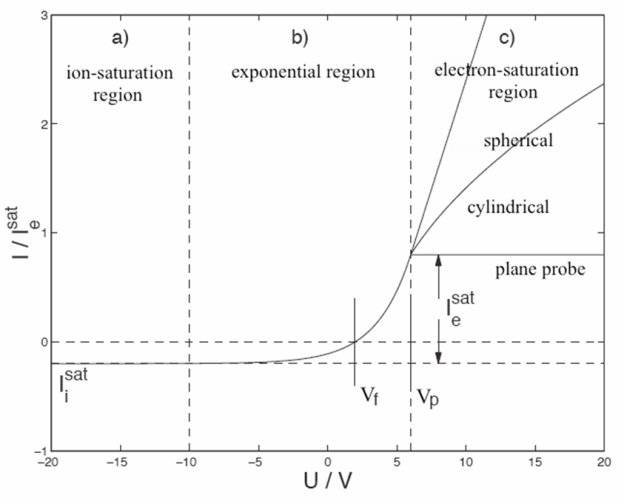 a)
b)
c)
ion-saturation
region
exponential region
electron-saturation
region
spherical
cylindrical
plane probe
I_e^sat
I_i^sat
V_f
V_p
3
2
1
0
−1
I / I_e^sat
−20
−15
−10
−5
0
5
10
15
20
U / V